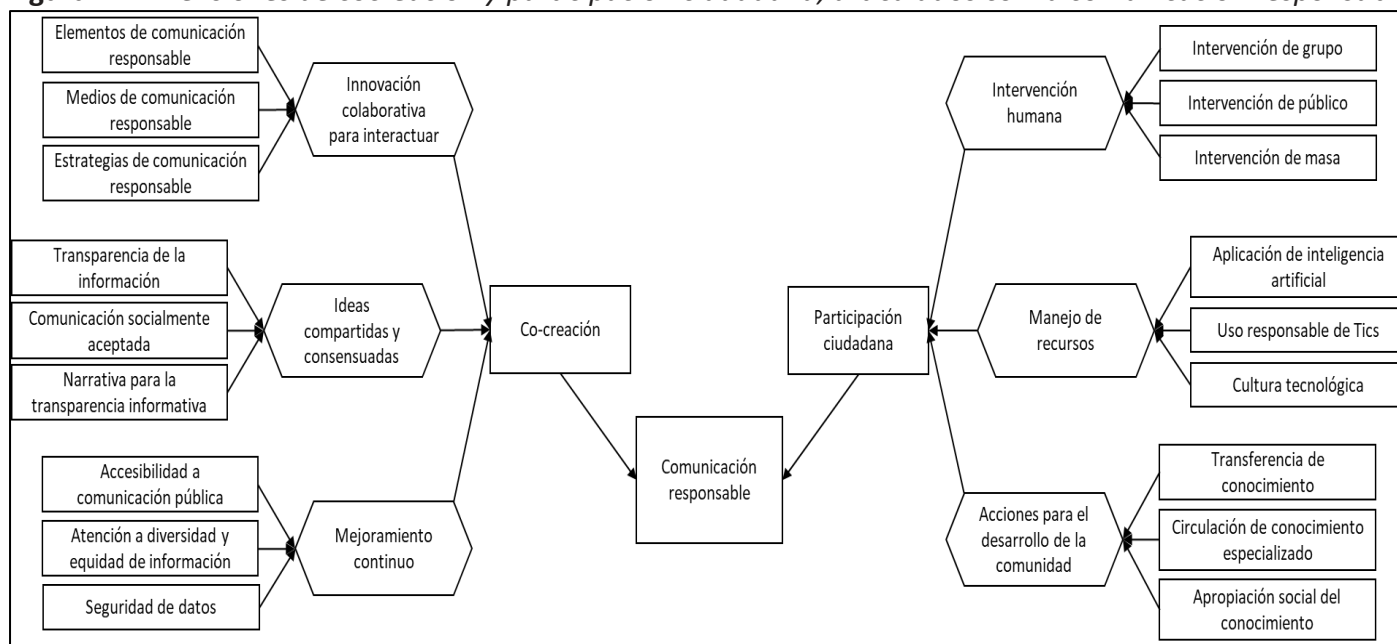 Elementos de comunicación
responsable
Medios de comunicación
responsable
Estrategias de comunicación
responsable
Innovación
colaborativa
para interactuar
Transparencia de la
información
Comunicación socialmente
aceptada
Narrativa para la
transparencia informativa
Ideas
compartidas y
consensuadas
Accesibilidad a
comunicación pública
Atención a diversidad y
equidad de información
Seguridad de datos
Mejoramiento
continuo
Co-creación
Comunicación
responsable
Participación
ciudadana
Intervención
humana
Intervención de grupo
Intervención de público
Intervención de masa
Manejo de
recursos
Aplicación de inteligencia
artificial
Uso responsable de Tics
Cultura tecnológica
Acciones para el
desarrollo de la
comunidad
Transferencia de
conocimiento
Circulación de conocimiento
especializado
Apropiación social del
conocimiento